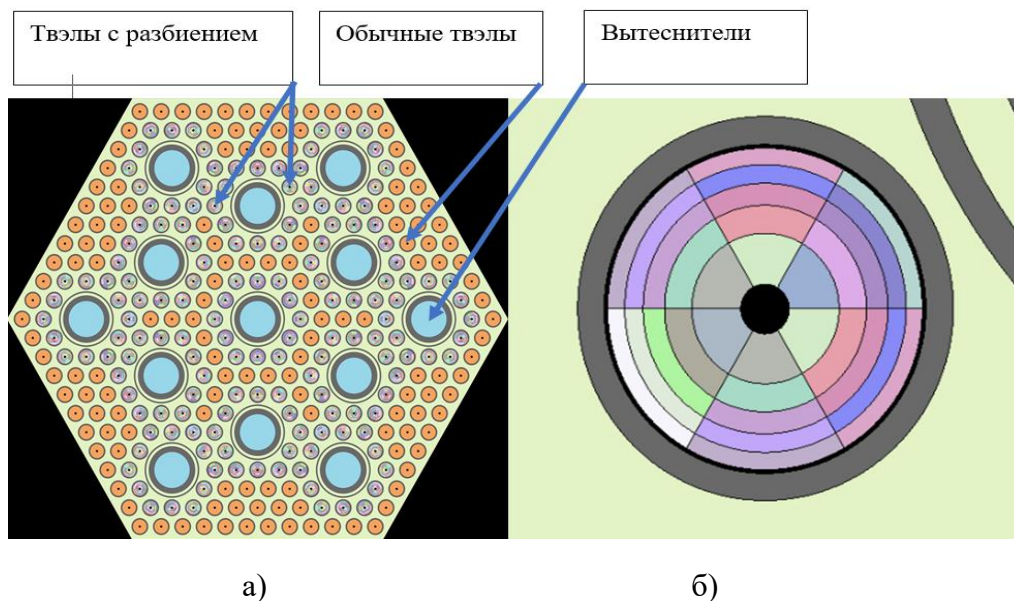 Твэлы с разбиением
Обычные твэлы
Вытеснители
а)
б)